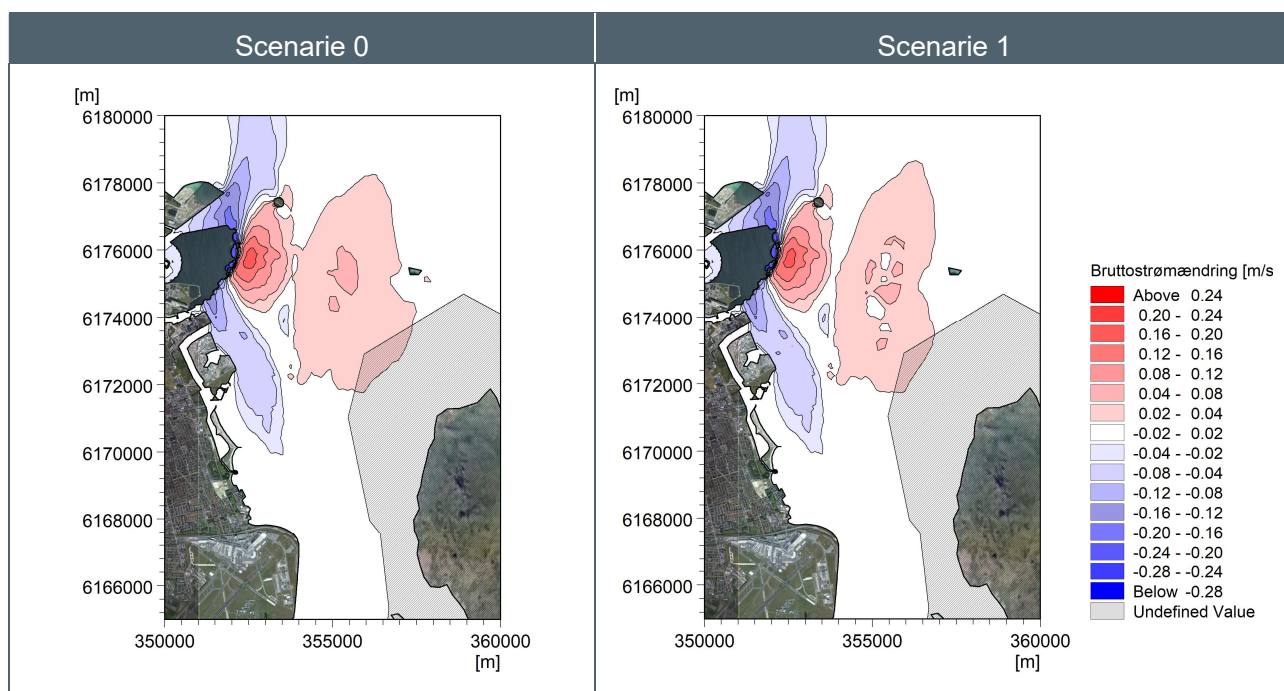 Scenarie 0
Scenarie 1
[m]
6180000
6178000
6176000
6174000
6172000
6170000
6168000
6166000
350000
355000
360000
[m]
[m]
6180000
6178000
6176000
6174000
6172000
6170000
6168000
6166000
350000
355000
360000
[m]
Bruttostrømændring [m/s
Above 0.24
0.20 - 0.24
0.16 - 0.20
0.12 - 0.16
0.08 - 0.12
0.04 - 0.08
0.02 - 0.04
-0.02 - 0.02
-0.04 - -0.02
-0.08 - -0.04
-0.12 - -0.08
-0.16 - -0.12
-0.20 - -0.16
-0.24 - -0.20
-0.28 - -0.24
Below -0.28
Undefined Value